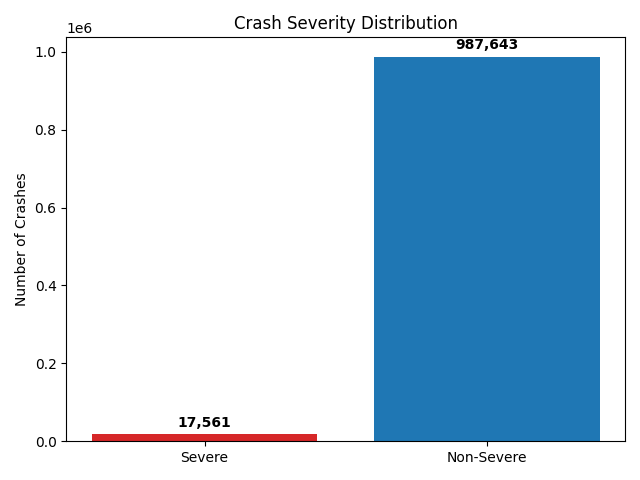 Crash Severity Distribution
1e6
987,643
1.0
0.8
0.6
0.4
0.2
0.0
Number of Crashes
17,561
Severe
Non-Severe